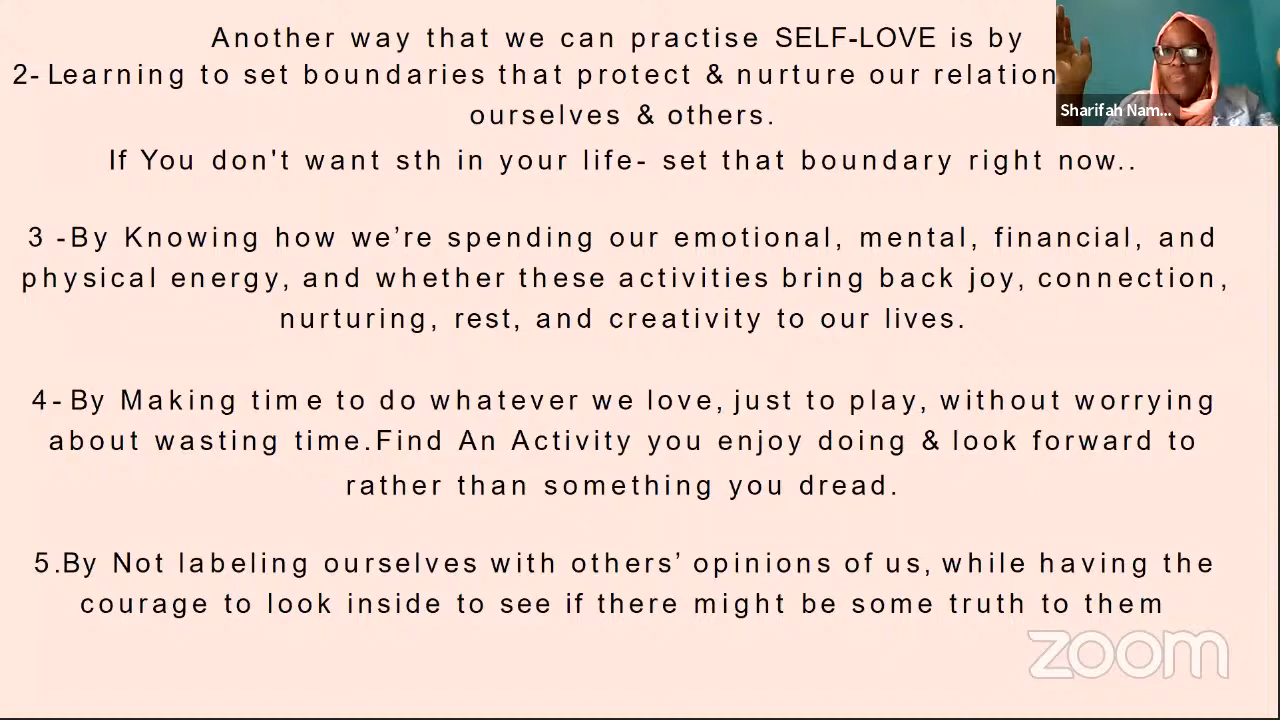 Another way that we can practise SELF-LOVE is by
2- Learning to set boundaries that protect & nurture our relation
ourselves & others.
If You don't want sth in your life- set that boundary right now..
3 -By Knowing how we’re spending our emotional, mental, financial, and
physical energy, and whether these activities bring back joy, connection,
nurturing, rest, and creativity to our lives.
4- By Making time to do whatever we love, just to play, without worrying
about wasting time.Find An Activity you enjoy doing & look forward to
rather than something you dread.
5.By Not labeling ourselves with others’ opinions of us, while having the
courage to look inside to see if there might be some truth to them
Sharifah Nam...
zoom